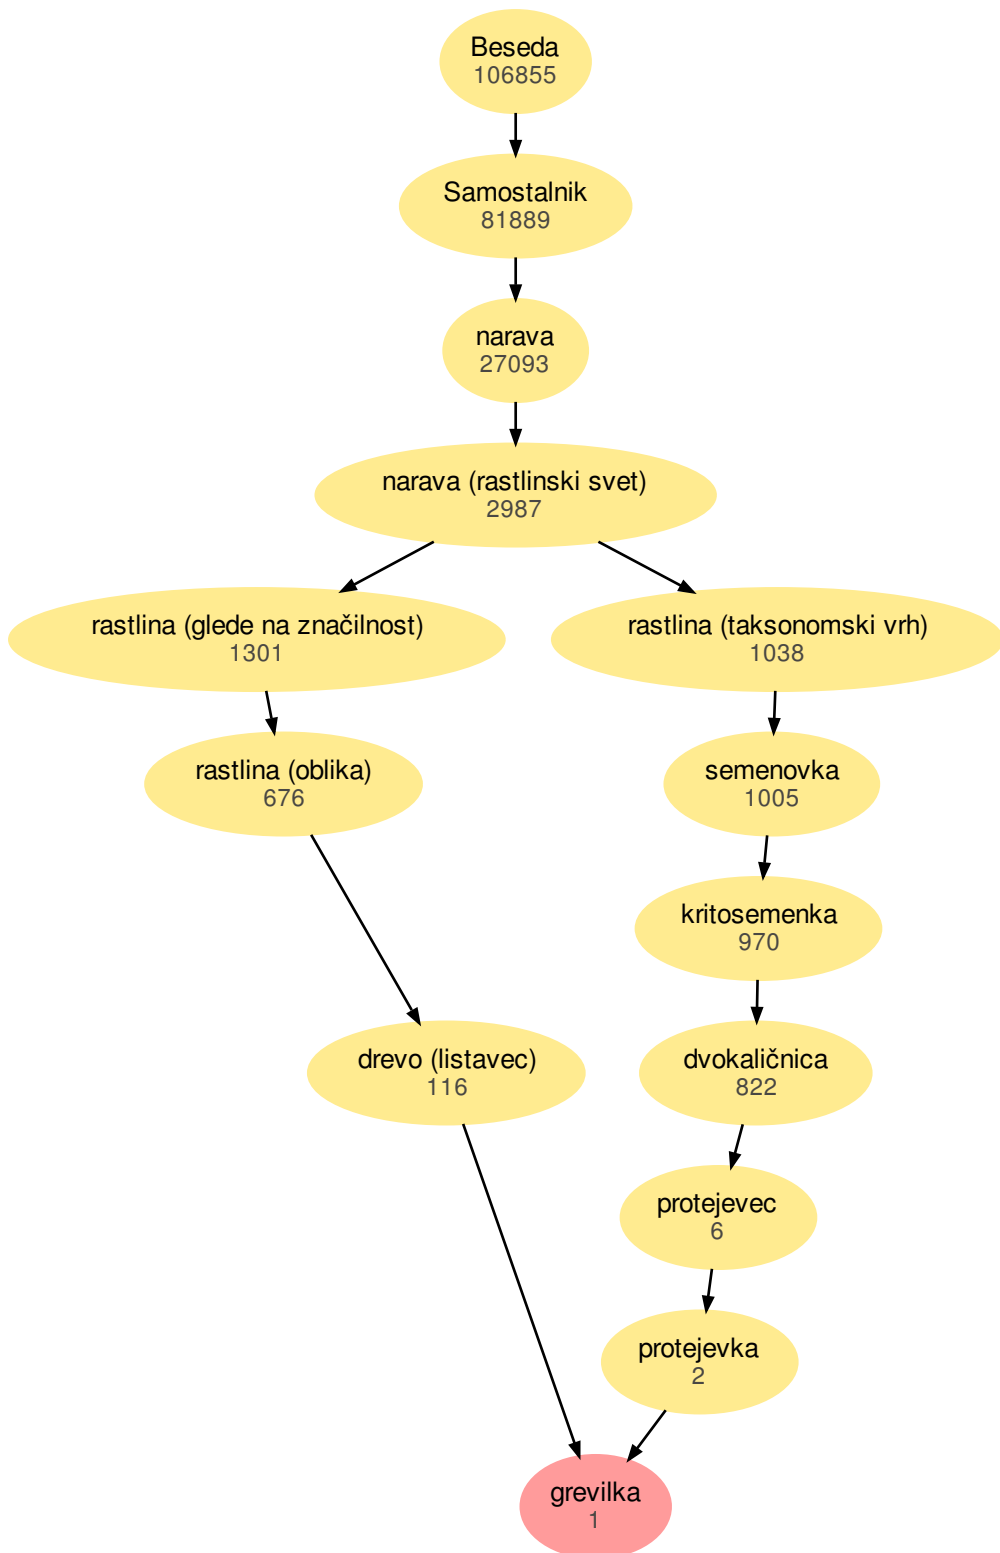 Beseda
106855
Samostalnik
81889
narava
27093
narava (rastlinski svet)
2987
rastlina (glede na značilnost)
1301
rastlina (taksonomski vrh)
1038
rastlina (oblika)
676
semenovka
1005
kritosemenka
970
drevo (listavec)
116
dvokaličnica
822
protejevec
6
protejevka
2
grevilka
1